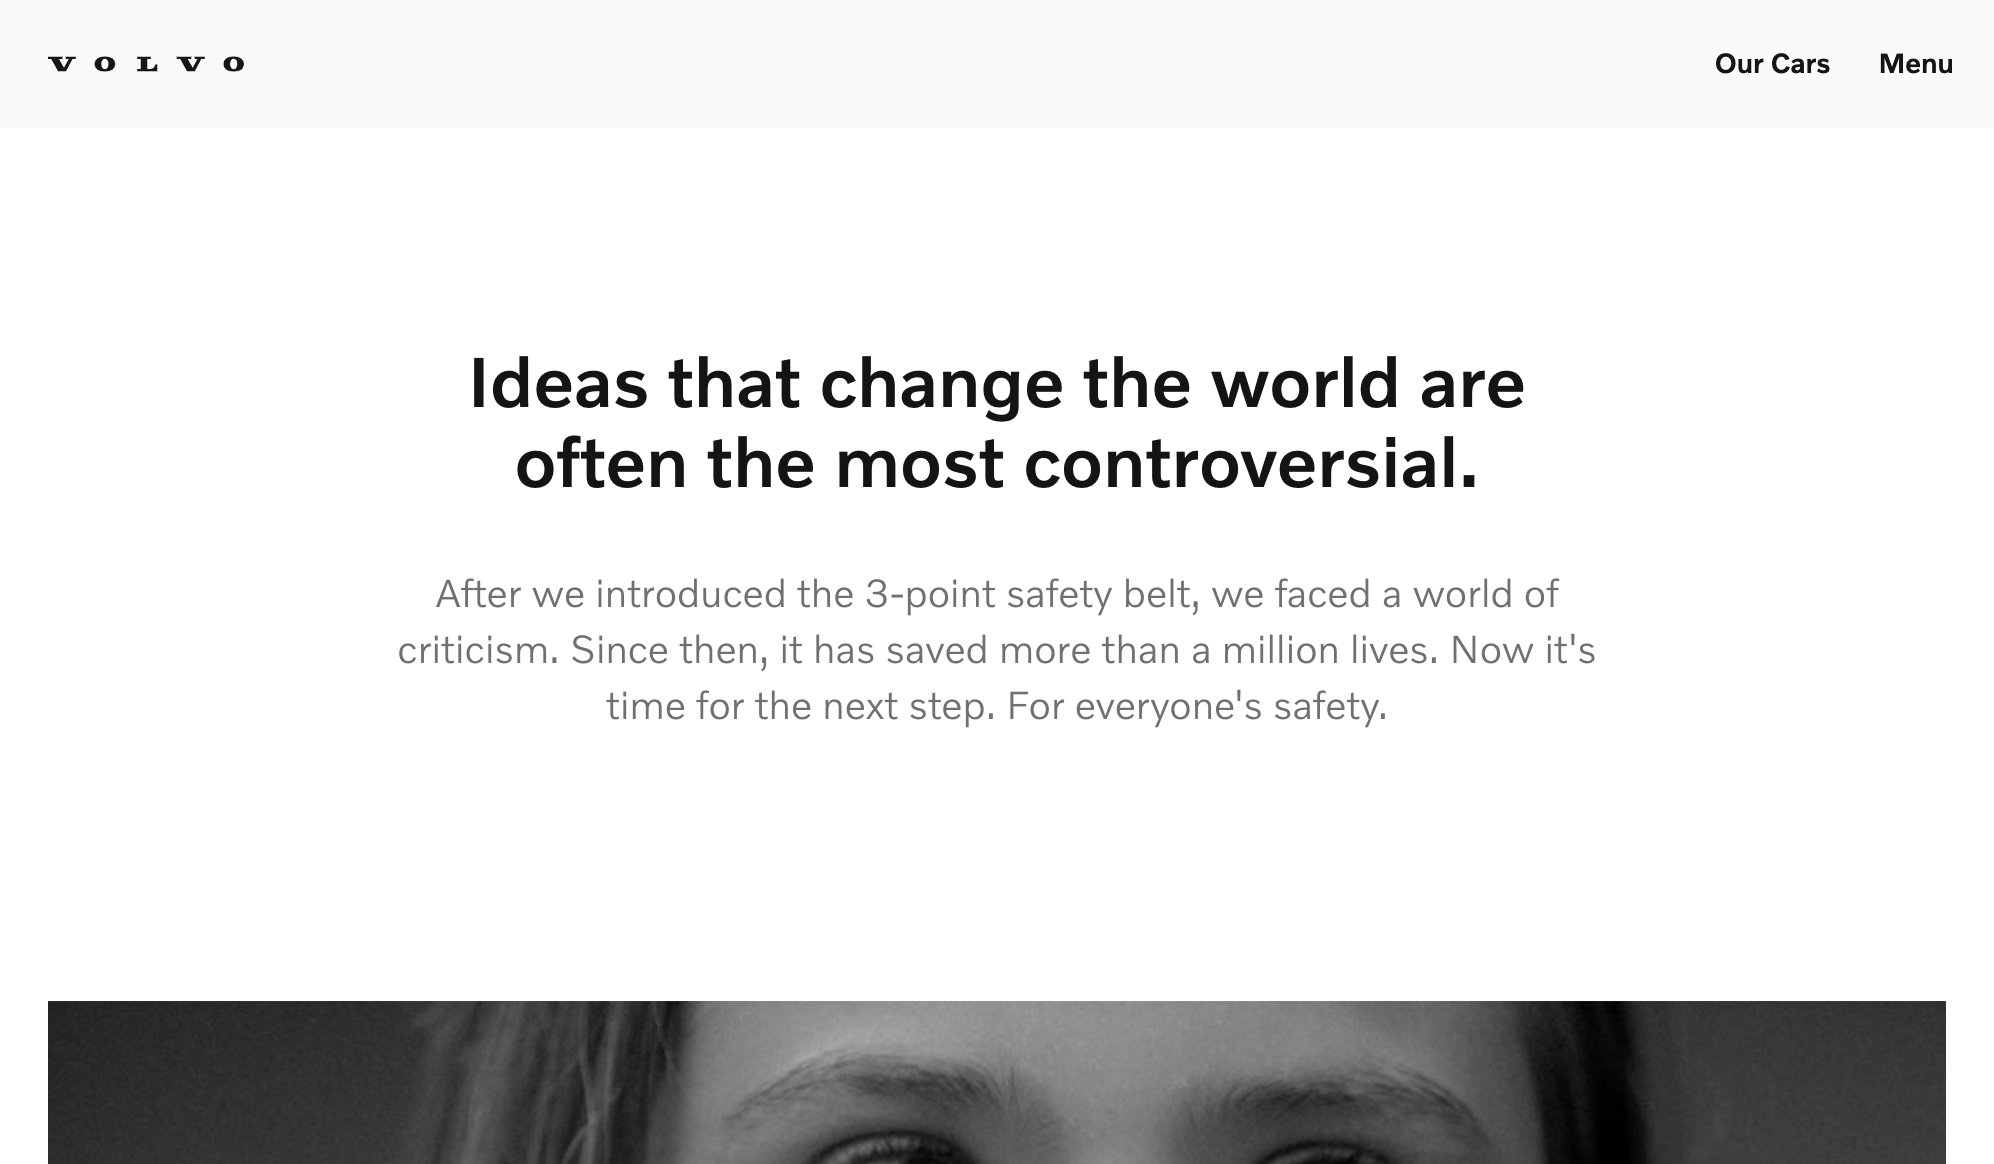 VOLVO
Our Cars
Menu
Ideas that change the world are
often the most controversial.
After we introduced the 3-point safety belt, we faced a world of
criticism. Since then, it has saved more than a million lives. Now it's
time for the next step. For everyone's safety.